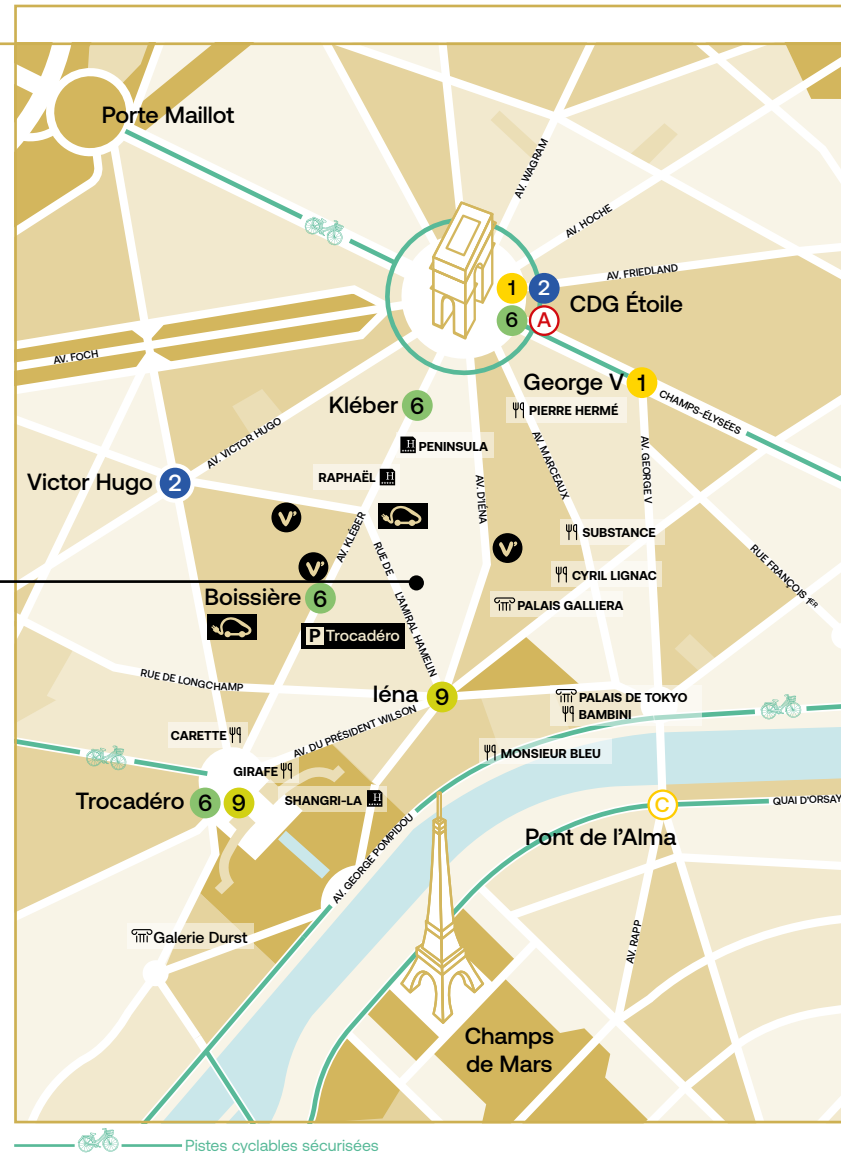 Porte Maillot
AV. WAGRAM
AV. HOCHE
AV. FRIEDLAND
1 2
CDG Étoile
6 A
AV. FOCH
George V 1
CHAMPS-ÉLYSÉES
Kléber 6
PIERRE HERMÉ
AV. VICTOR HUGO
H PENINSULA
AV. MARCEAUX
AV. GEORGE V
RAPHAËL H
Victor Hugo 2
AV. D'IÉNA
V'
V'
V'
AV. KLÉBER
SUBSTANCE
RUE DE
L'AMIRAL HAMELIN
CYRIL LIGNAC
RUE FRANÇOIS 1ER
Boissière 6
PALAIS GALLIERA
P Trocadéro
RUE DE LONGCHAMP
Iéna 9
PALAIS DE TOKYO
BAMBINI
AV. DU PRÉSIDENT WILSON
CARETTE
MONSIEUR BLEU
GIRAFE
Trocadéro 6 9
SHANGRI-LA H
C
QUAI D'ORSAY
Pont de l'Alma
AV. GEORGE POMPIDOU
AV. RAPP
Galerie Durst
Champs
de Mars
Pistes cyclables sécurisées